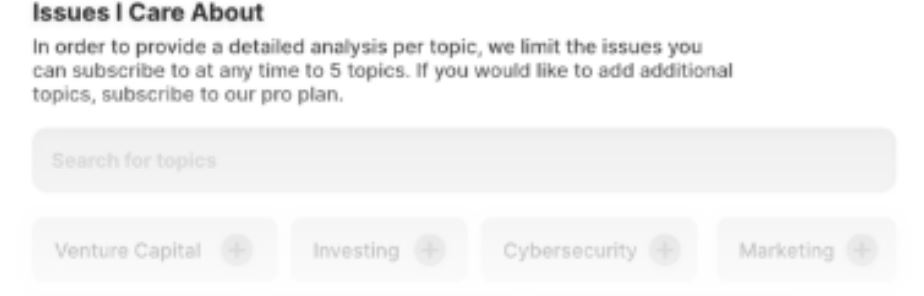 Issues I Care About
In order to provide a detailed analysis per topic, we limit the issues you
can subscribe to at any time to 5 topics. If you would like to add additional
topics, subscribe to our pro plan.
Search for topics
Venture Capital + Investing + Cybersecurity + Marketing +